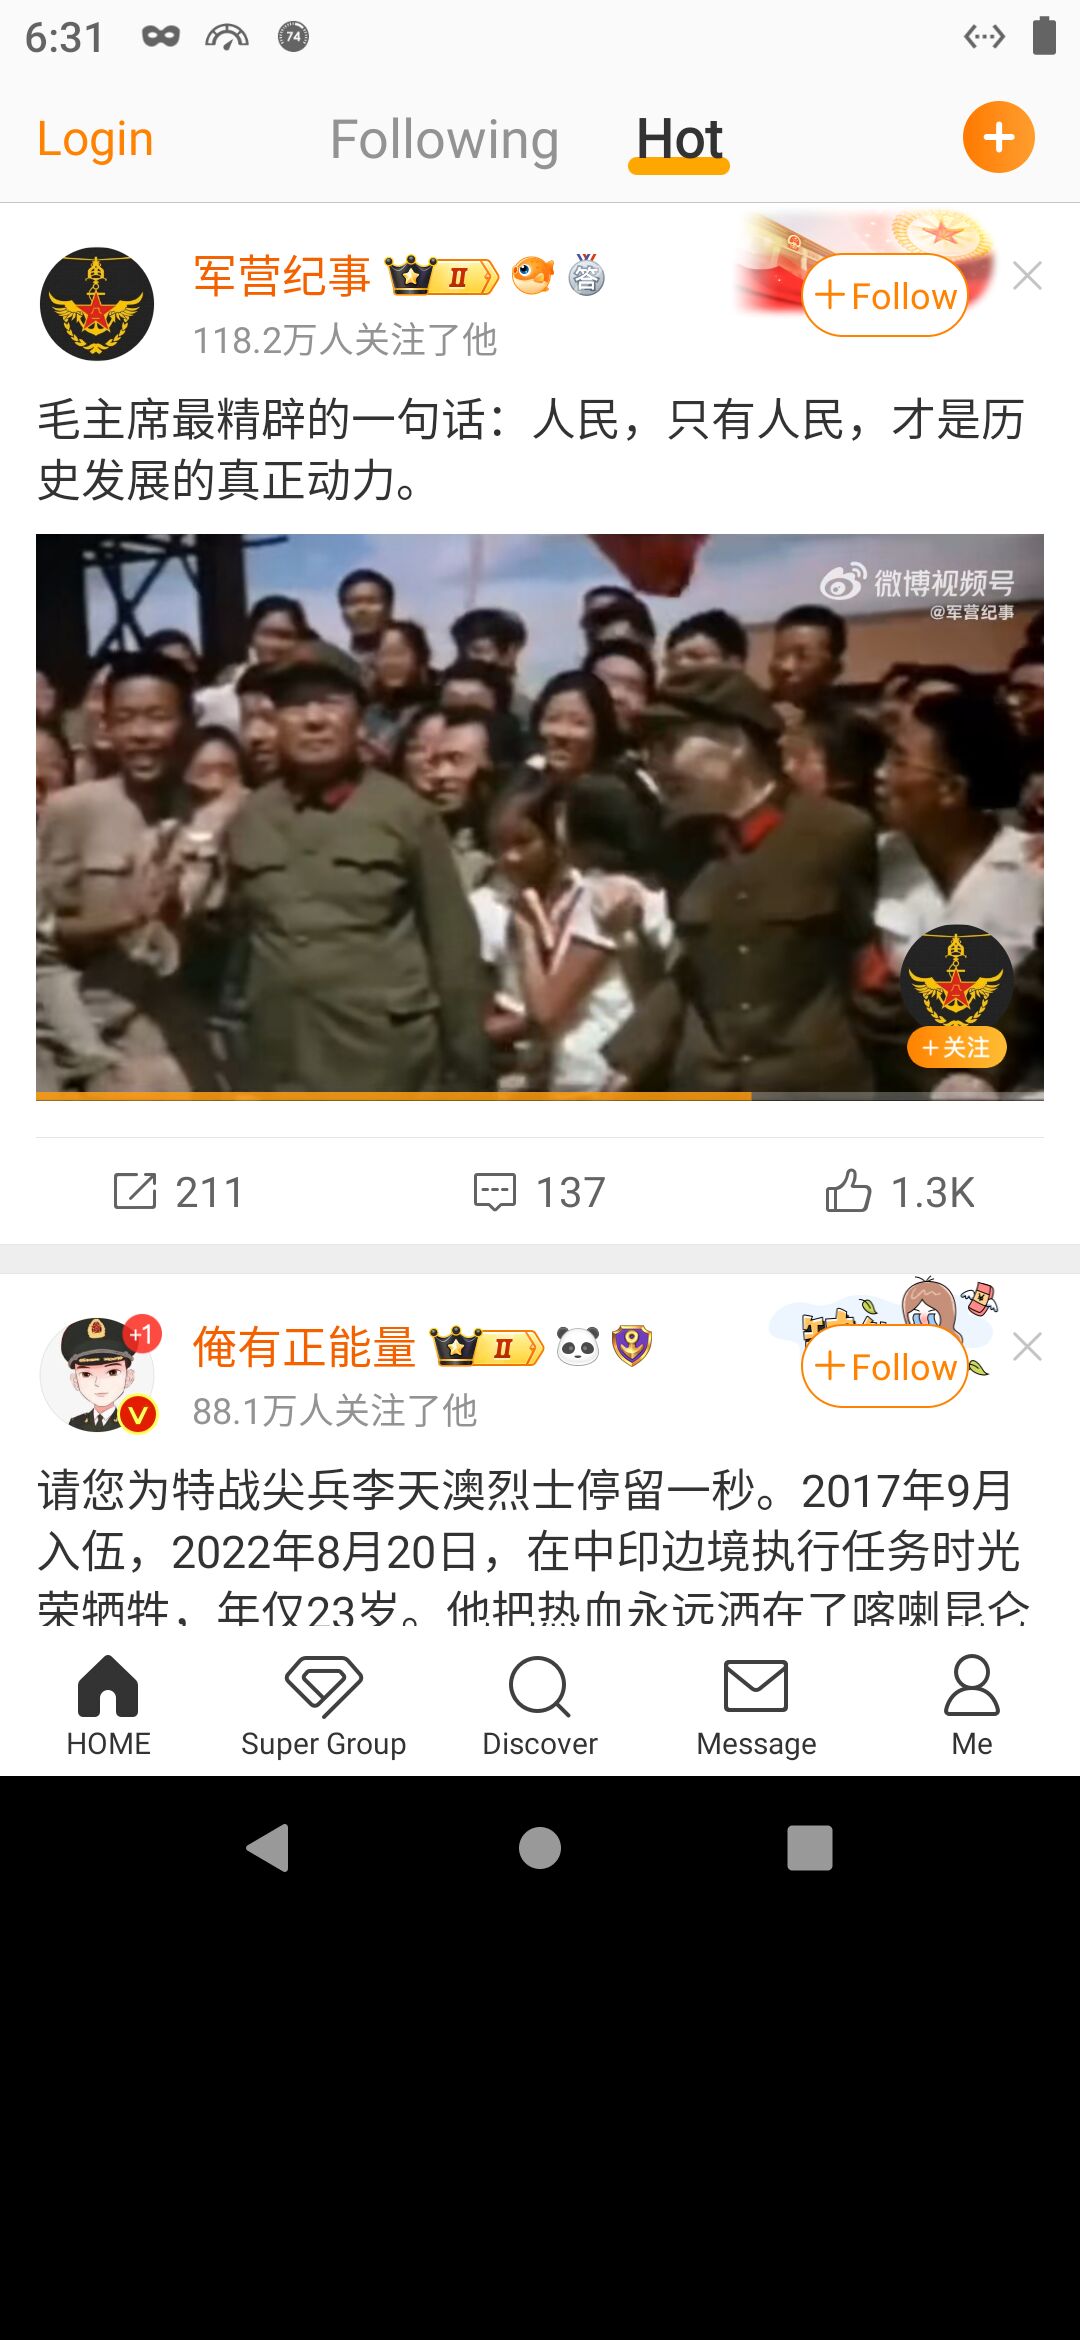 6:31
74
Login
Following
Hot
军营纪事
II
答
118.2万人关注了他
+Follow
毛主席最精辟的一句话：人民，只有人民，才是历
史发展的真正动力。
微博视频号
@军营纪事
+关注
211
137
1.3K
+1
俺有正能量
II
V
88.1万人关注了他
+Follow
请您为特战尖兵李天澳烈士停留一秒。2017年9月
入伍，2022年8月20日，在中印边境执行任务时光
荣牺牲，年仅23岁。他把热血永远洒在了喀喇昆仑
HOME
Super Group
Discover
Message
Me